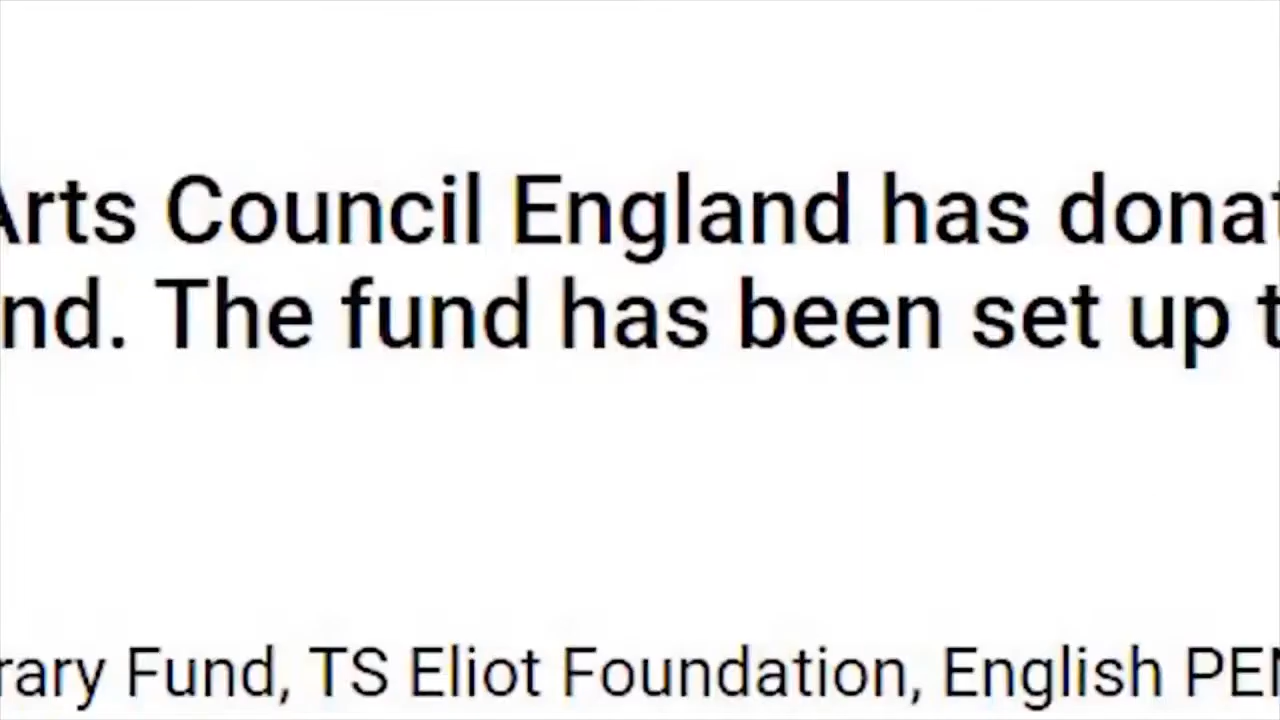 Arts Council England has donat
nd. The fund has been set up t
rary Fund, TS Eliot Foundation, English PEN